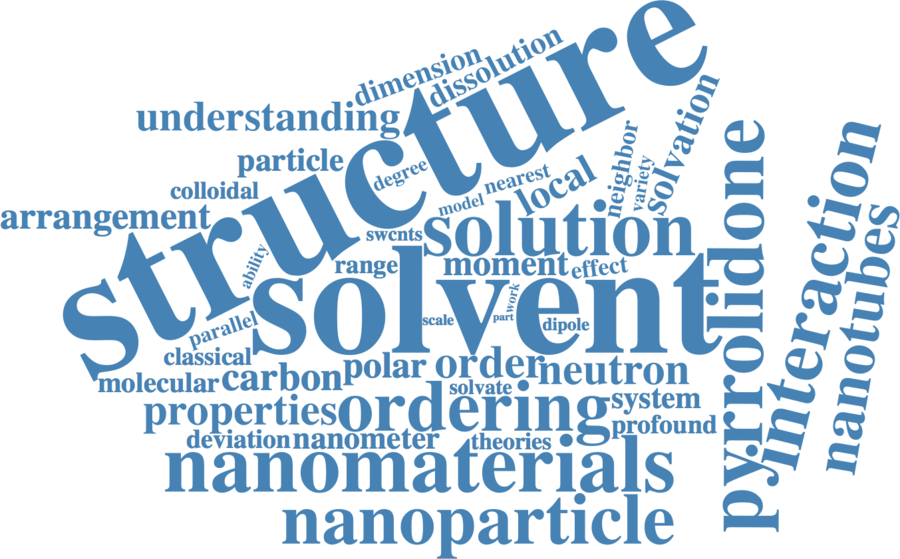 dimension
dissolution
structure
understanding
particle
degree
colloidal
arrangement
model
nearest
local
neighbor
variety
solvation
swcnts
solution
ability
range
moment
effect
solvent
scale
part
work
dipole
parallel
classical
molecular
carbon
polar
order
neutron
solvate
properties
ordering
system
profound
deviation
nanometer
theories
nanomaterials
nanoparticle
pyrrolidone
interaction
nanotubes